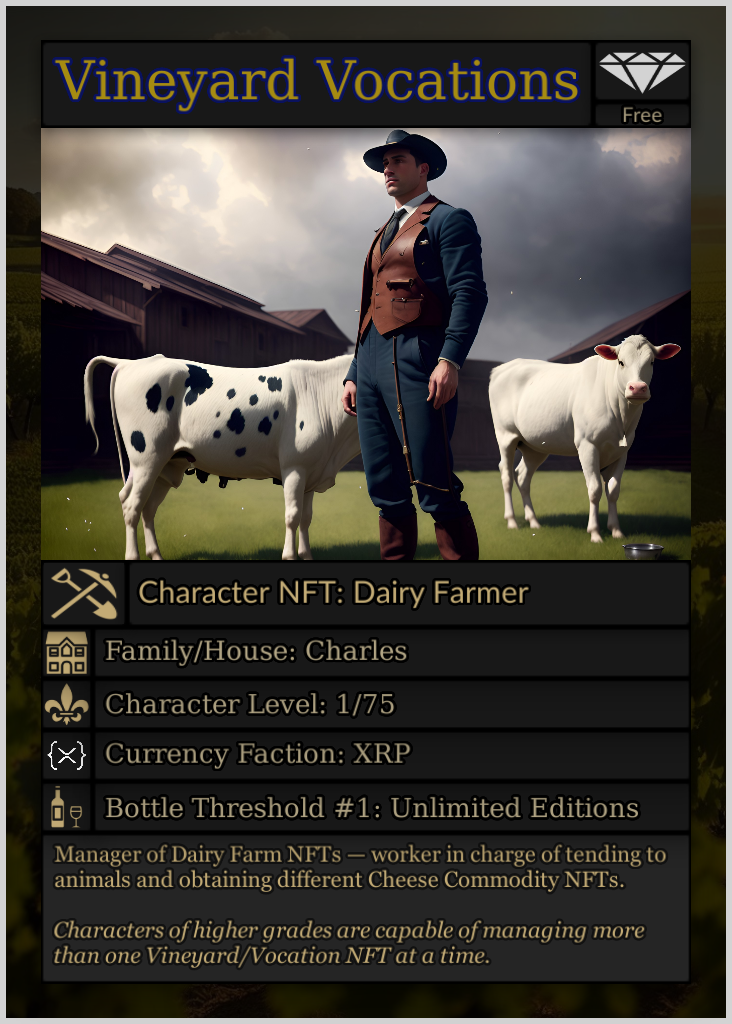 Vineyard Vocations
Free
Character NFT: Dairy Farmer
Family/House: Charles
Character Level: 1/75
Currency Faction: XRP
Bottle Threshold #1: Unlimited Editions
Manager of Dairy Farm NFTs — worker in charge of tending to
animals and obtaining different Cheese Commodity NFTs.
Characters of higher grades are capable of managing more
than one Vineyard/Vocation NFT at a time.